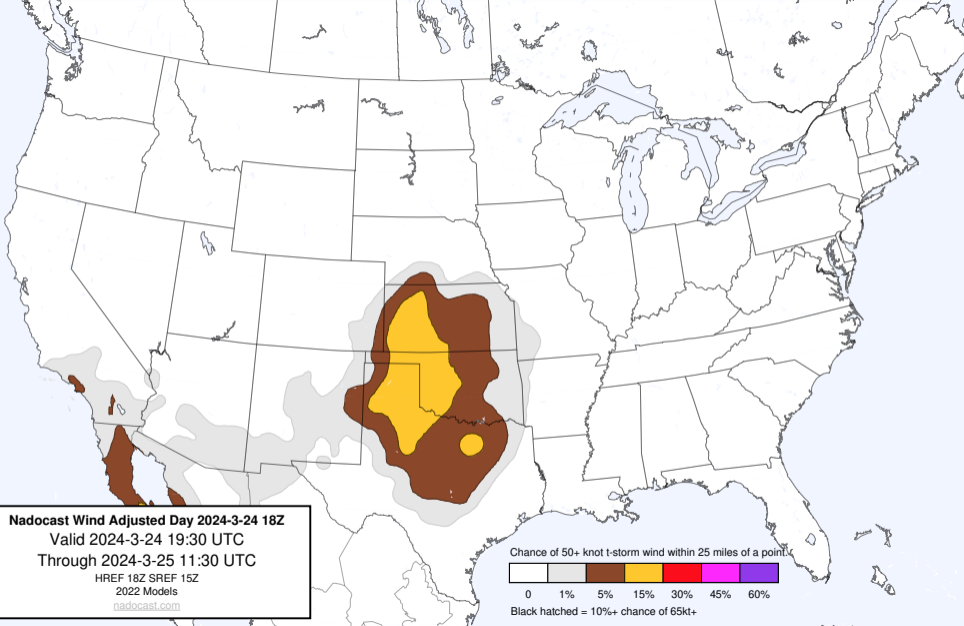 Nadocast Wind Adjusted Day 2024-3-24 18Z
Valid 2024-3-24 19:30 UTC
Through 2024-3-25 11:30 UTC
HREF 18Z SREF 15Z
2022 Models
nadocast.com
Chance of 50+ knot t-storm wind within 25 miles of a point.
0 1% 5% 15% 30% 45% 60%
Black hatched = 10%+ chance of 65kt+